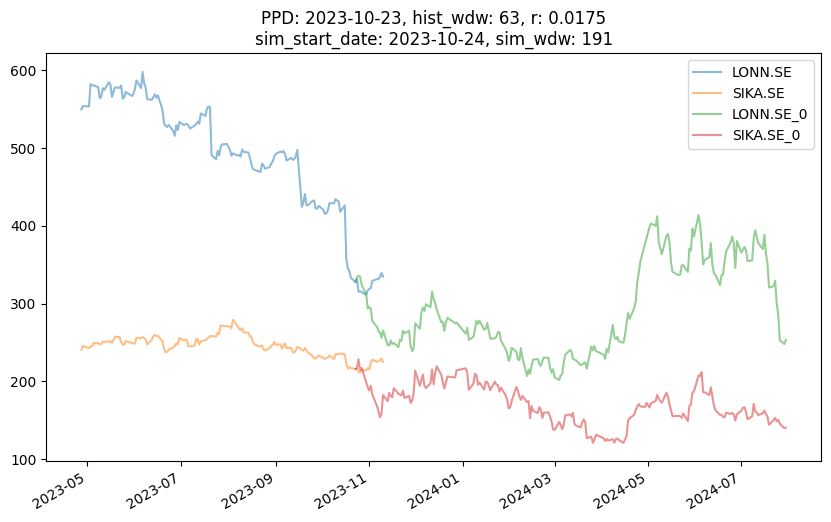 PPD: 2023-10-23, hist_wdw: 63, r: 0.0175
sim_start_date: 2023-10-24, sim_wdw: 191
LONN.SE
SIKA.SE
LONN.SE_0
SIKA.SE_0
600
500
400
300
200
100
2023-05
2023-07
2023-09
2023-11
2024-01
2024-03
2024-05
2024-07